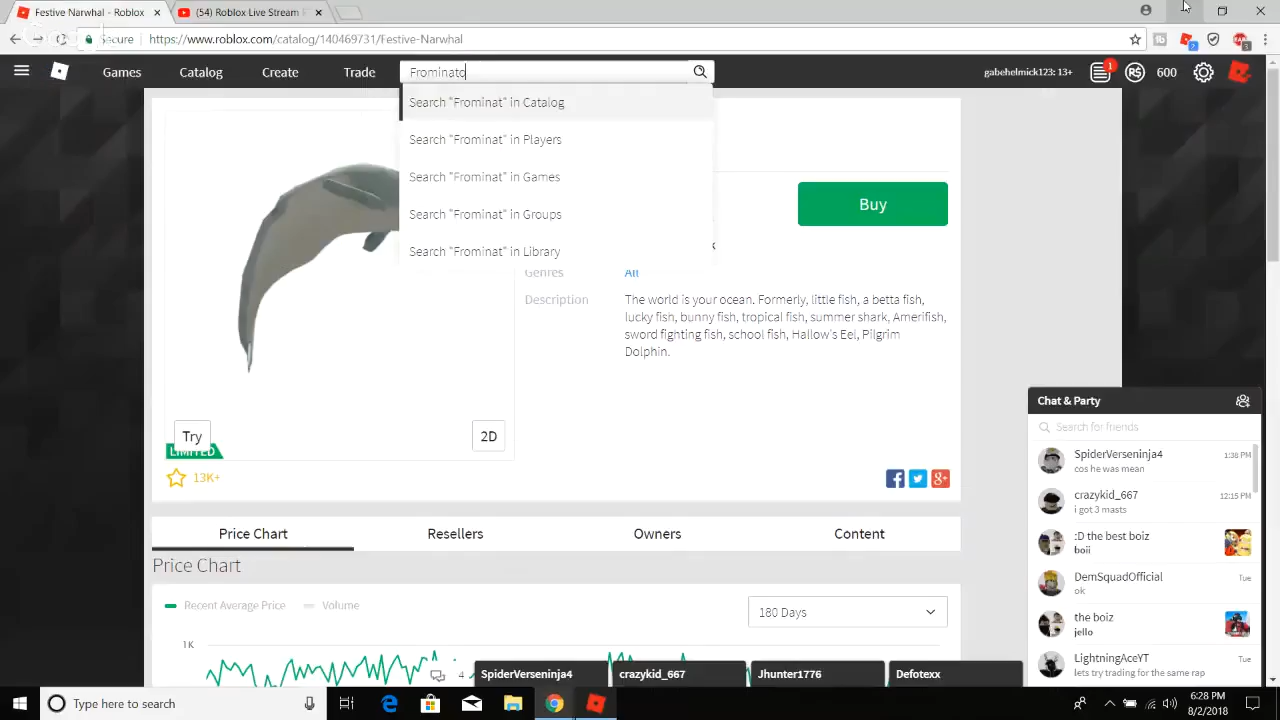 Festive Narwhal - Roblox
(54) Roblox Live Stream
Secure
https://www.roblox.com/catalog/140469731/Festive-Narwhal
2
3
Games
Catalog
Create
Trade
Frominato
gabehelmick123: 13+
1
600
Search "Frominat" in Catalog
Search "Frominat" in Players
Search "Frominat" in Games
Search "Frominat" in Groups
Search "Frominat" in Library
Buy
Genres
All
Description
The world is your ocean. Formerly, little fish, a betta fish,
lucky fish, bunny fish, tropical fish, summer shark, Amerifish,
sword fighting fish, school fish, Hallow's Eel, Pilgrim
Dolphin.
Try
2D
LIMITED
13K+
Price Chart
Resellers
Owners
Content
Price Chart
Recent Average Price
Volume
180 Days
1K
Chat & Party
Search for friends
SpiderVerseninja4
1:38 PM
cos he was mean
crazykid_667
12:15 PM
i got 3 masts
:D the best boiz
boii
DemSquadOfficial
Tue
ok
the boiz
jello
LightningAceYT
Tue
lets try trading for the same rap
4
SpiderVerseninja4
crazykid_667
Jhunter1776
Defotexx
Type here to search
6:28 PM
8/2/2018